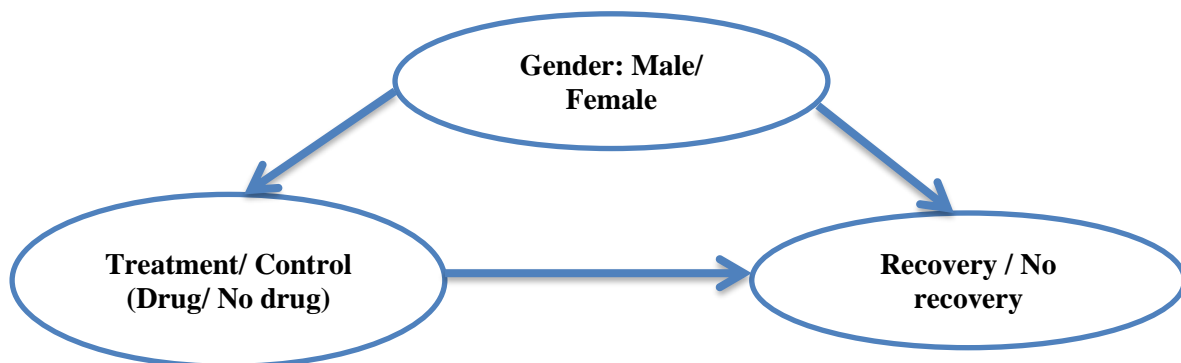 Gender: Male/
Female
Treatment/ Control
(Drug/ No drug)
Recovery / No
recovery